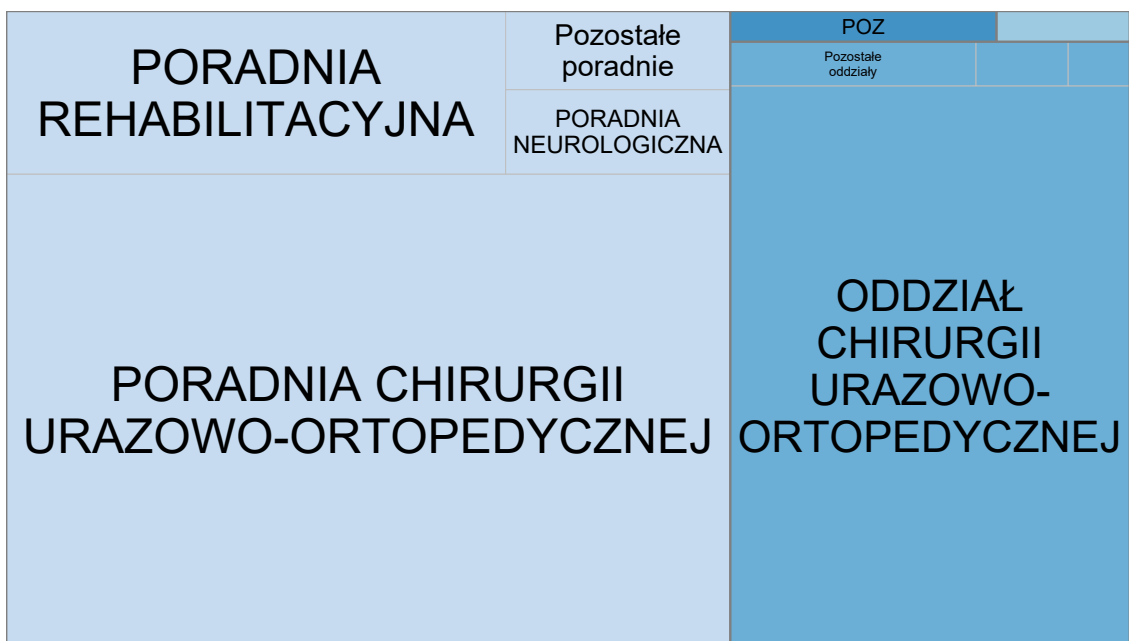 PORADNIA
REHABILITACYJNA
Pozostałe
poradnie
PORADNIA
NEUROLOGICZNA
PORADNIA CHIRURGII
URAZOWO-ORTOPEDYCZNEJ
POZ
Pozostałe
oddziały
ODDZIAŁ
CHIRURGII
URAZOWO-
ORTOPEDYCZNEJ